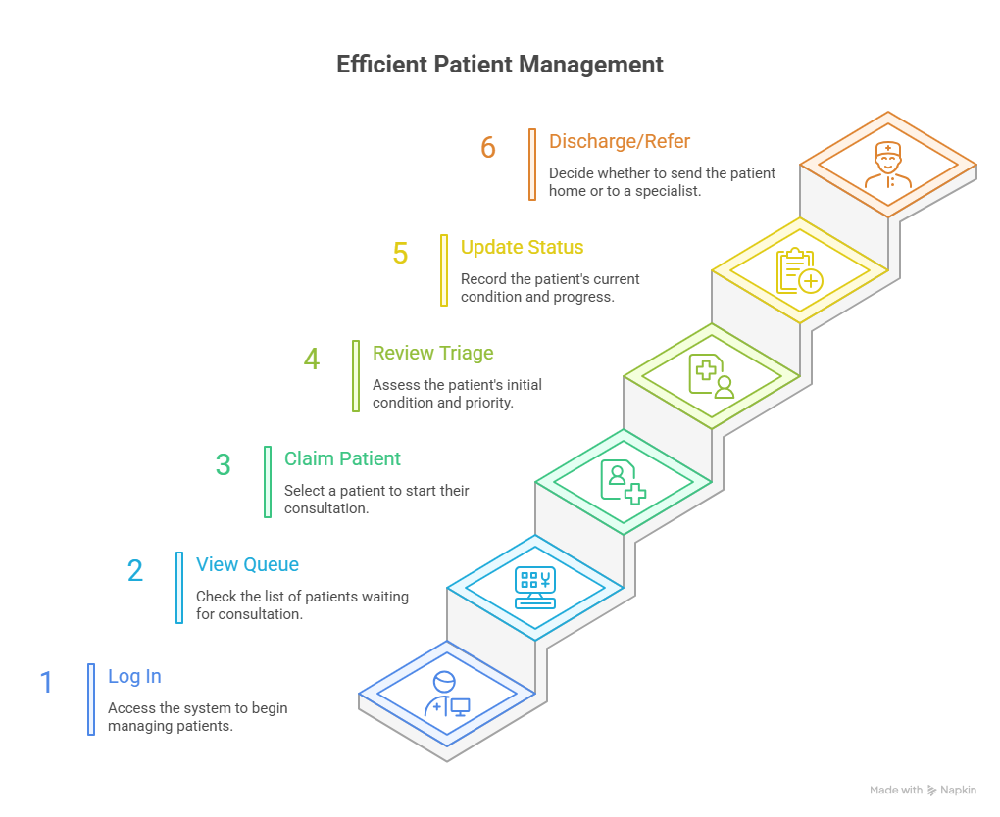 Efficient Patient Management
6
Discharge/Refer
Decide whether to send the patient
home or to a specialist.
5
Update Status
Record the patient's current
condition and progress.
4
Review Triage
Assess the patient's initial
condition and priority.
3
Claim Patient
Select a patient to start their
consultation.
2
View Queue
Check the list of patients waiting
for consultation.
1
Log In
Access the system to begin
managing patients.
Made with Napkin